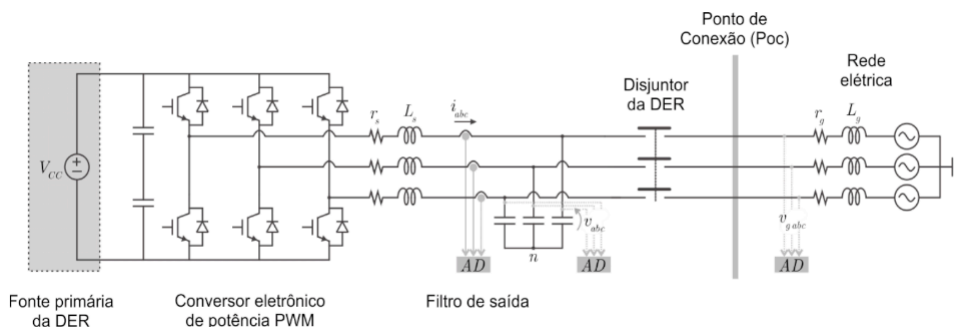 Ponto de
Conexão (Poc)
Rede
elétrica
Disjuntor
da DER
r_s
L_s
i_abc
r_g
L_g
V_CC
v_abc
v_g abc
n
AD
AD
AD
Fonte primária
da DER
Conversor eletrônico
de potência PWM
Filtro de saída